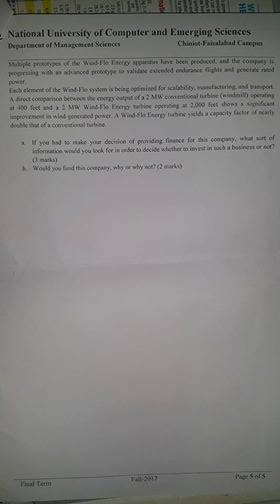 National University of Computer and Emerging Sciences
Department of Management Sciences Chiniot-Faisalabad Campus
Multiple prototypes of the Wind-Flo Energy apparatus have been produced, and the company is
progressing with an advanced prototype to validate extended endurance flights and generate rated
power.
Each element of the Wind-Flo system is being optimized for scalability, manufacturing, and transport.
A direct comparison between the energy output of a 2 MW conventional turbine (windmill) operating
at 400 feet and a 2 MW Wind-Flo Energy turbine operating at 2,000 feet shows a significant
improvement in wind-generated power. A Wind-Flo Energy turbine yields a capacity factor of nearly
double that of a conventional turbine.
a. If you had to make your decision of providing finance for this company, what sort of
information would you look for in order to decide whether to invest in such a business or not?
(3 marks)
b. Would you fund this company, why or why not? (2 marks)
Final Term Fall-2017 Page 5 of 5